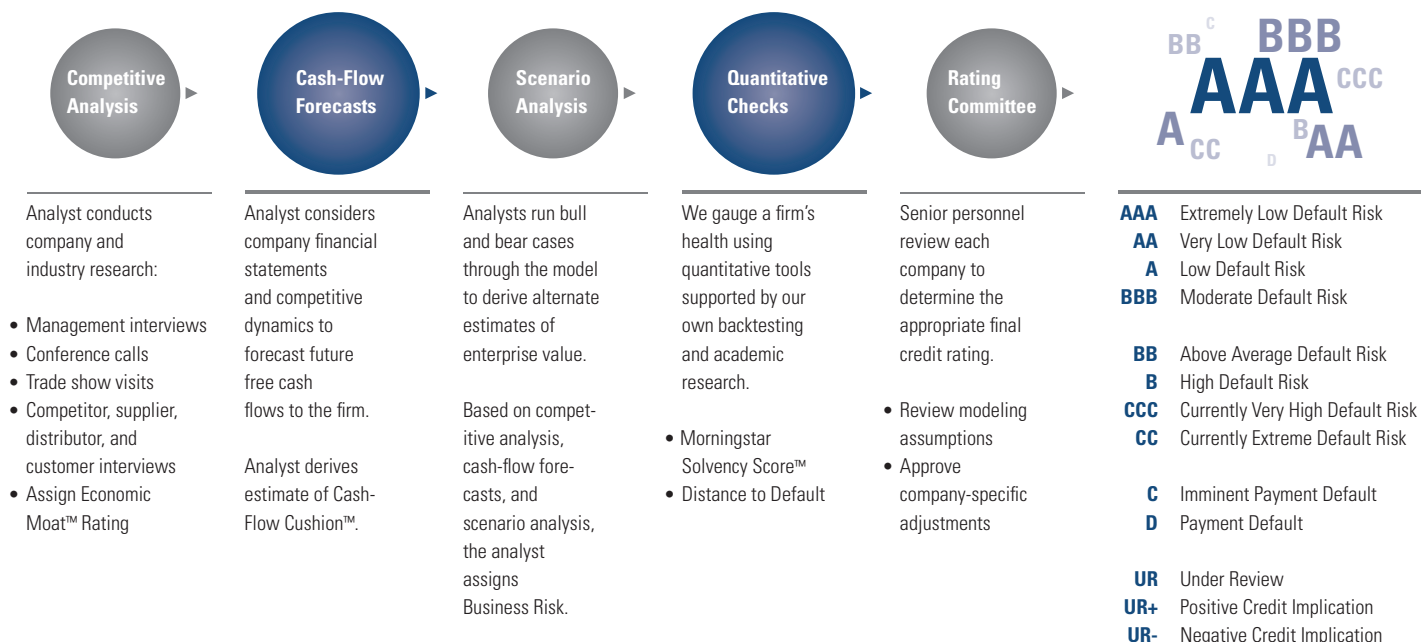 Competitive
Analysis
Cash-Flow
Forecasts
Scenario
Analysis
Quantitative
Checks
Rating
Committee
C
BB
BBB
AAA
CCC
A
CC
B
AA
D
Analyst conducts
company and
industry research:
• Management interviews
• Conference calls
• Trade show visits
• Competitor, supplier,
distributor, and
customer interviews
• Assign Economic
Moat™ Rating
Analyst considers
company financial
statements
and competitive
dynamics to
forecast future
free cash
flows to the firm.
Analyst derives
estimate of Cash-
Flow Cushion™.
Analysts run bull
and bear cases
through the model
to derive alternate
estimates of
enterprise value.
Based on compet-
itive analysis,
cash-flow fore-
casts, and
scenario analysis,
the analyst
assigns
Business Risk.
We gauge a firm's
health using
quantitative tools
supported by our
own backtesting
and academic
research.
• Morningstar
Solvency Score™
• Distance to Default
Senior personnel
review each
company to
determine the
appropriate final
credit rating.
• Review modeling
assumptions
• Approve
company-specific
adjustments
AAA Extremely Low Default Risk
AA Very Low Default Risk
A Low Default Risk
BBB Moderate Default Risk
BB Above Average Default Risk
B High Default Risk
CCC Currently Very High Default Risk
CC Currently Extreme Default Risk
C Imminent Payment Default
D Payment Default
UR Under Review
UR+ Positive Credit Implication
UR- Negative Credit Implication